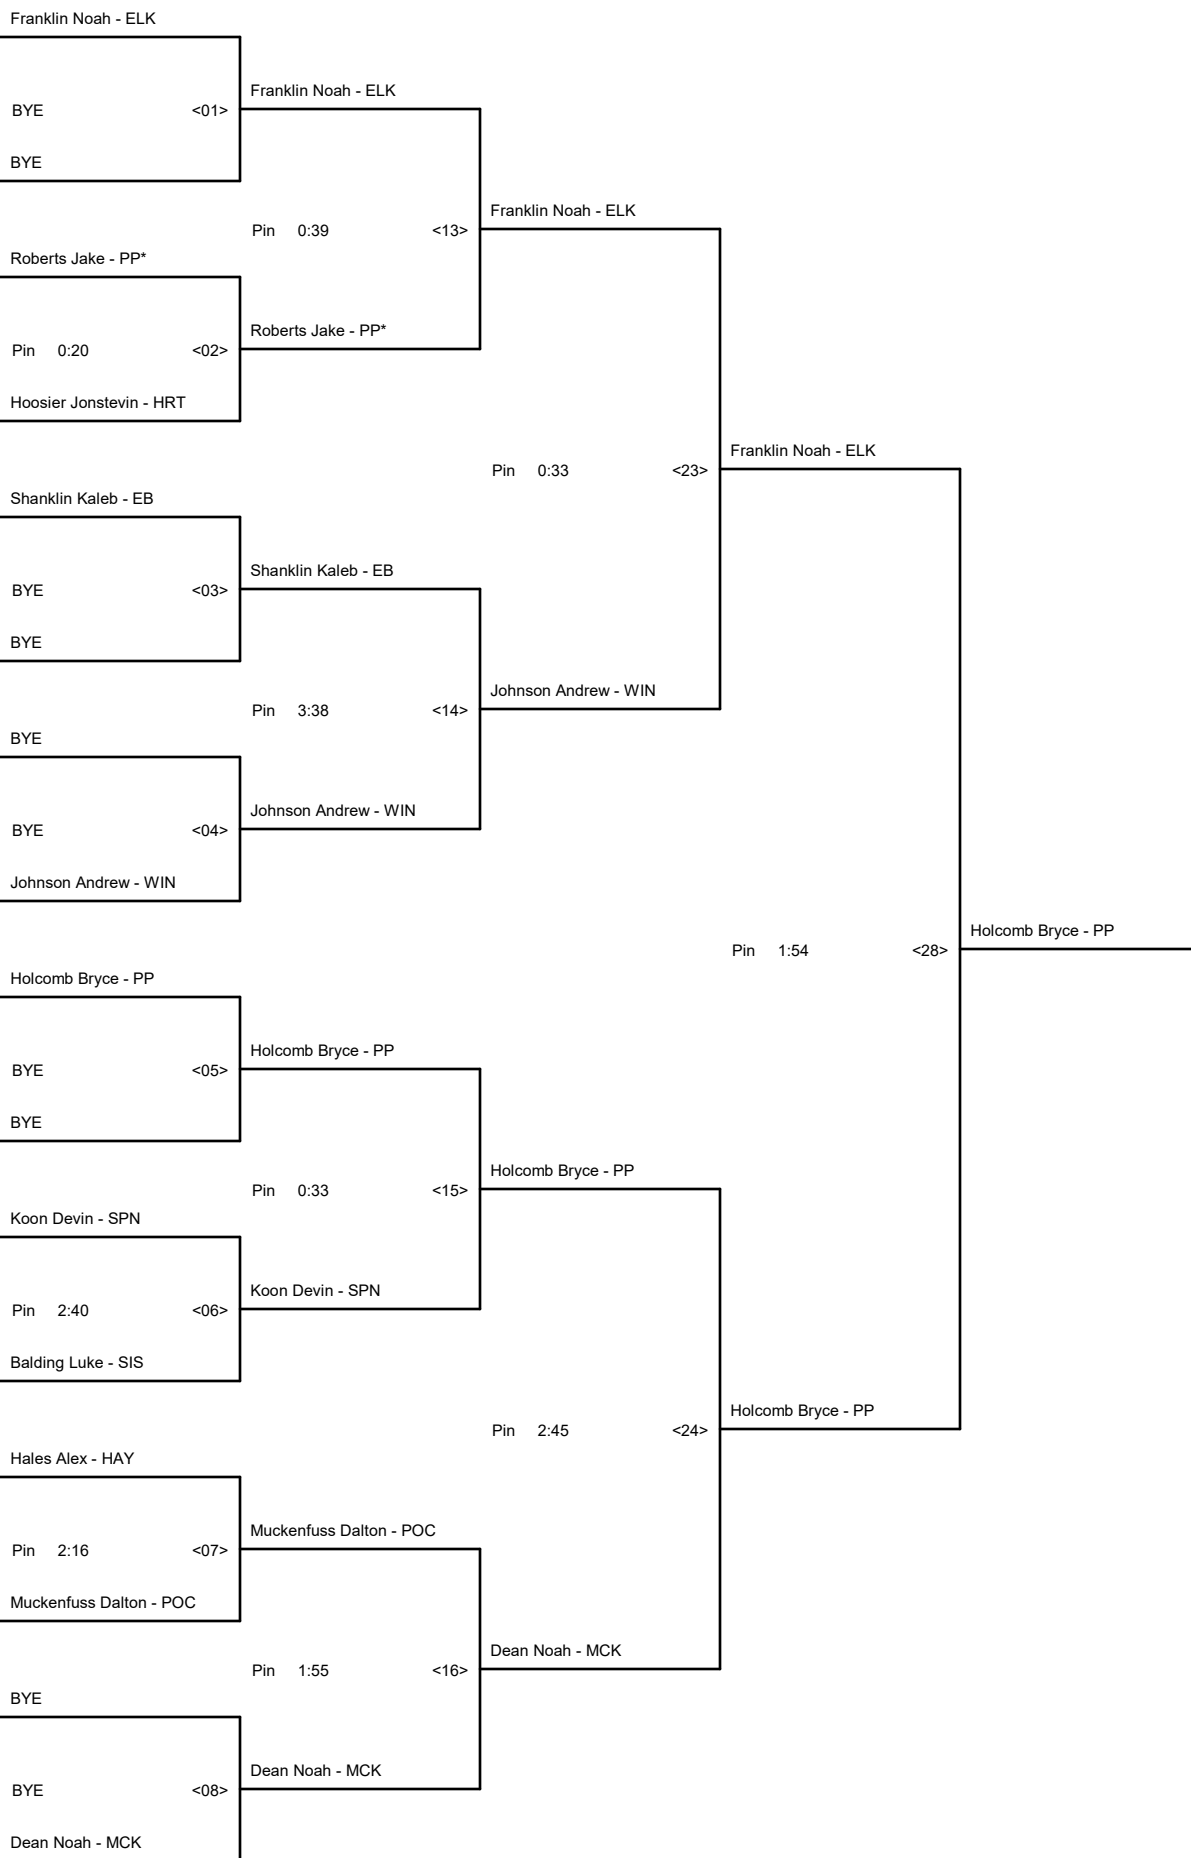 Franklin Noah - ELK
Franklin Noah - ELK
BYE <01>
BYE
Franklin Noah - ELK
Pin 0:39 <13>
Roberts Jake - PP*
Roberts Jake - PP*
Pin 0:20 <02>
Hoosier Jonstevin - HRT
Franklin Noah - ELK
Pin 0:33 <23>
Shanklin Kaleb - EB
Shanklin Kaleb - EB
BYE <03>
BYE
Johnson Andrew - WIN
Pin 3:38 <14>
BYE
Johnson Andrew - WIN
BYE <04>
Johnson Andrew - WIN
Holcomb Bryce - PP
Pin 1:54 <28>
Holcomb Bryce - PP
Holcomb Bryce - PP
BYE <05>
BYE
Holcomb Bryce - PP
Pin 0:33 <15>
Koon Devin - SPN
Koon Devin - SPN
Pin 2:40 <06>
Balding Luke - SIS
Holcomb Bryce - PP
Pin 2:45 <24>
Hales Alex - HAY
Muckenfuss Dalton - POC
Pin 2:16 <07>
Muckenfuss Dalton - POC
Dean Noah - MCK
Pin 1:55 <16>
BYE
Dean Noah - MCK
BYE <08>
Dean Noah - MCK